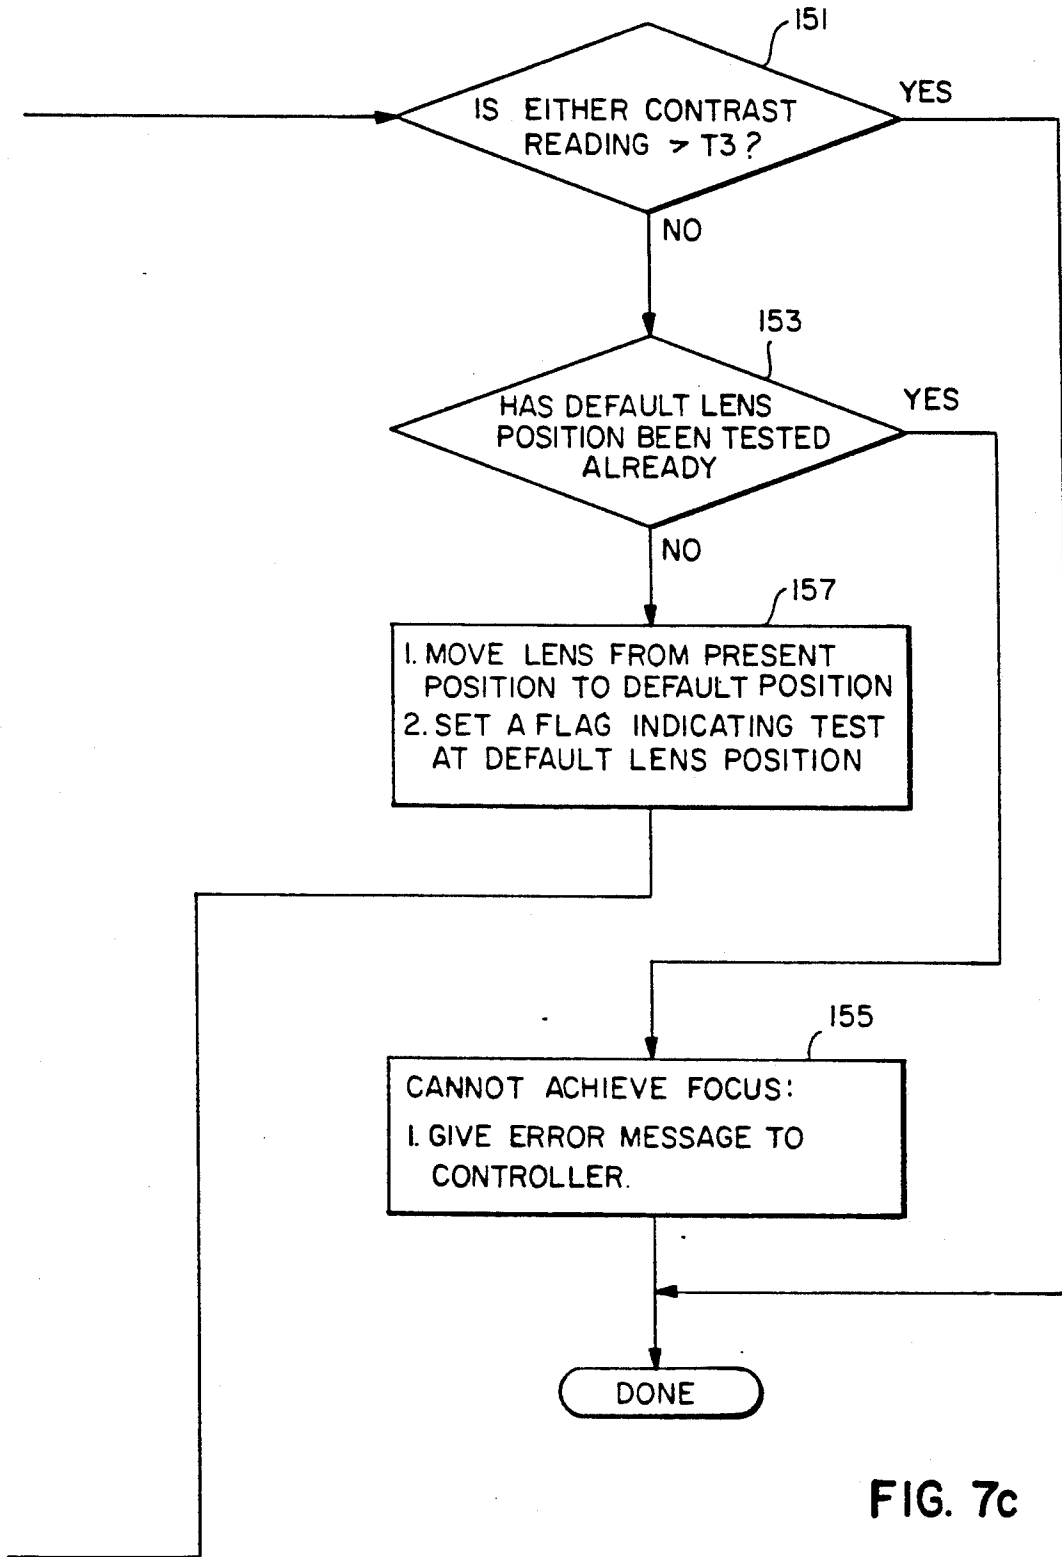 151
IS EITHER CONTRAST
READING > T3?
YES
NO
153
HAS DEFAULT LENS
POSITION BEEN TESTED
ALREADY
YES
NO
157
1. MOVE LENS FROM PRESENT
POSITION TO DEFAULT POSITION
2. SET A FLAG INDICATING TEST
AT DEFAULT LENS POSITION
155
CANNOT ACHIEVE FOCUS:
1. GIVE ERROR MESSAGE TO
CONTROLLER.
DONE
FIG. 7c